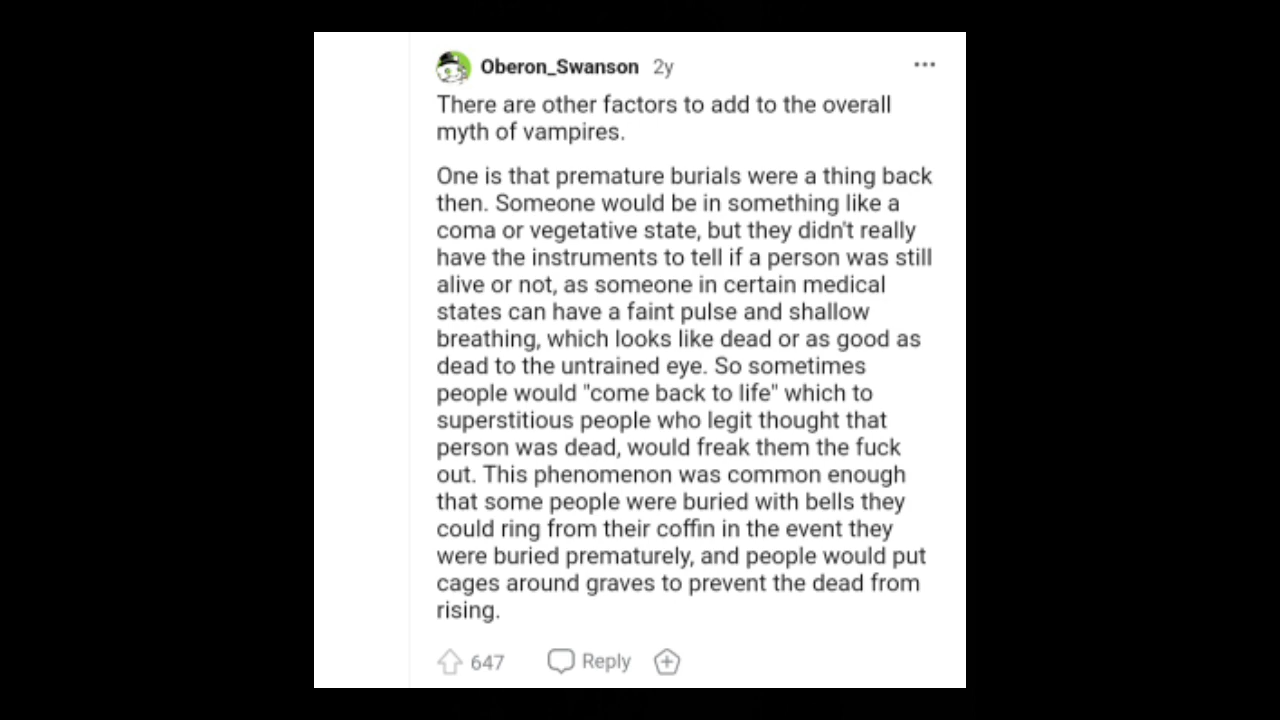 Oberon_Swanson 2y
There are other factors to add to the overall
myth of vampires.
One is that premature burials were a thing back
then. Someone would be in something like a
coma or vegetative state, but they didn't really
have the instruments to tell if a person was still
alive or not, as someone in certain medical
states can have a faint pulse and shallow
breathing, which looks like dead or as good as
dead to the untrained eye. So sometimes
people would "come back to life" which to
superstitious people who legit thought that
person was dead, would freak them the fuck
out. This phenomenon was common enough
that some people were buried with bells they
could ring from their coffin in the event they
were buried prematurely, and people would put
cages around graves to prevent the dead from
rising.
647 Reply